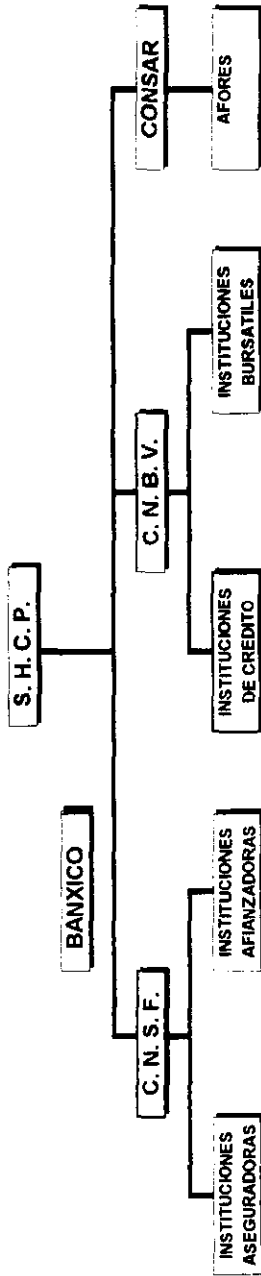 S. H. C. P.
BANXICO
C. N. S. F.
C. N. B. V.
CONSAR
INSTITUCIONES
ASEGURADORAS
INSTITUCIONES
AFIANZADORAS
INSTITUCIONES
DE CREDITO
INSTITUCIONES
BURSATILES
AFORES